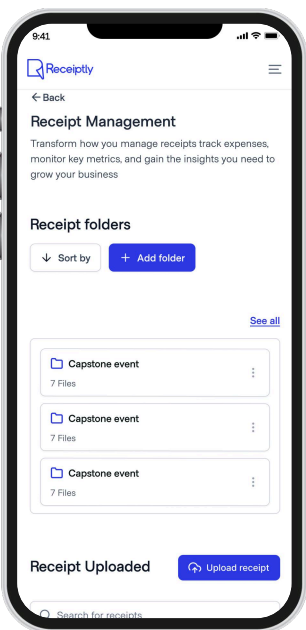 9:41
Receiptly
Back
Receipt Management
Transform how you manage receipts track expenses,
monitor key metrics, and gain the insights you need to
grow your business
Receipt folders
Sort by
+ Add folder
See all
Capstone event
7 Files
Capstone event
7 Files
Capstone event
7 Files
Receipt Uploaded
Upload receipt
Search for receipts